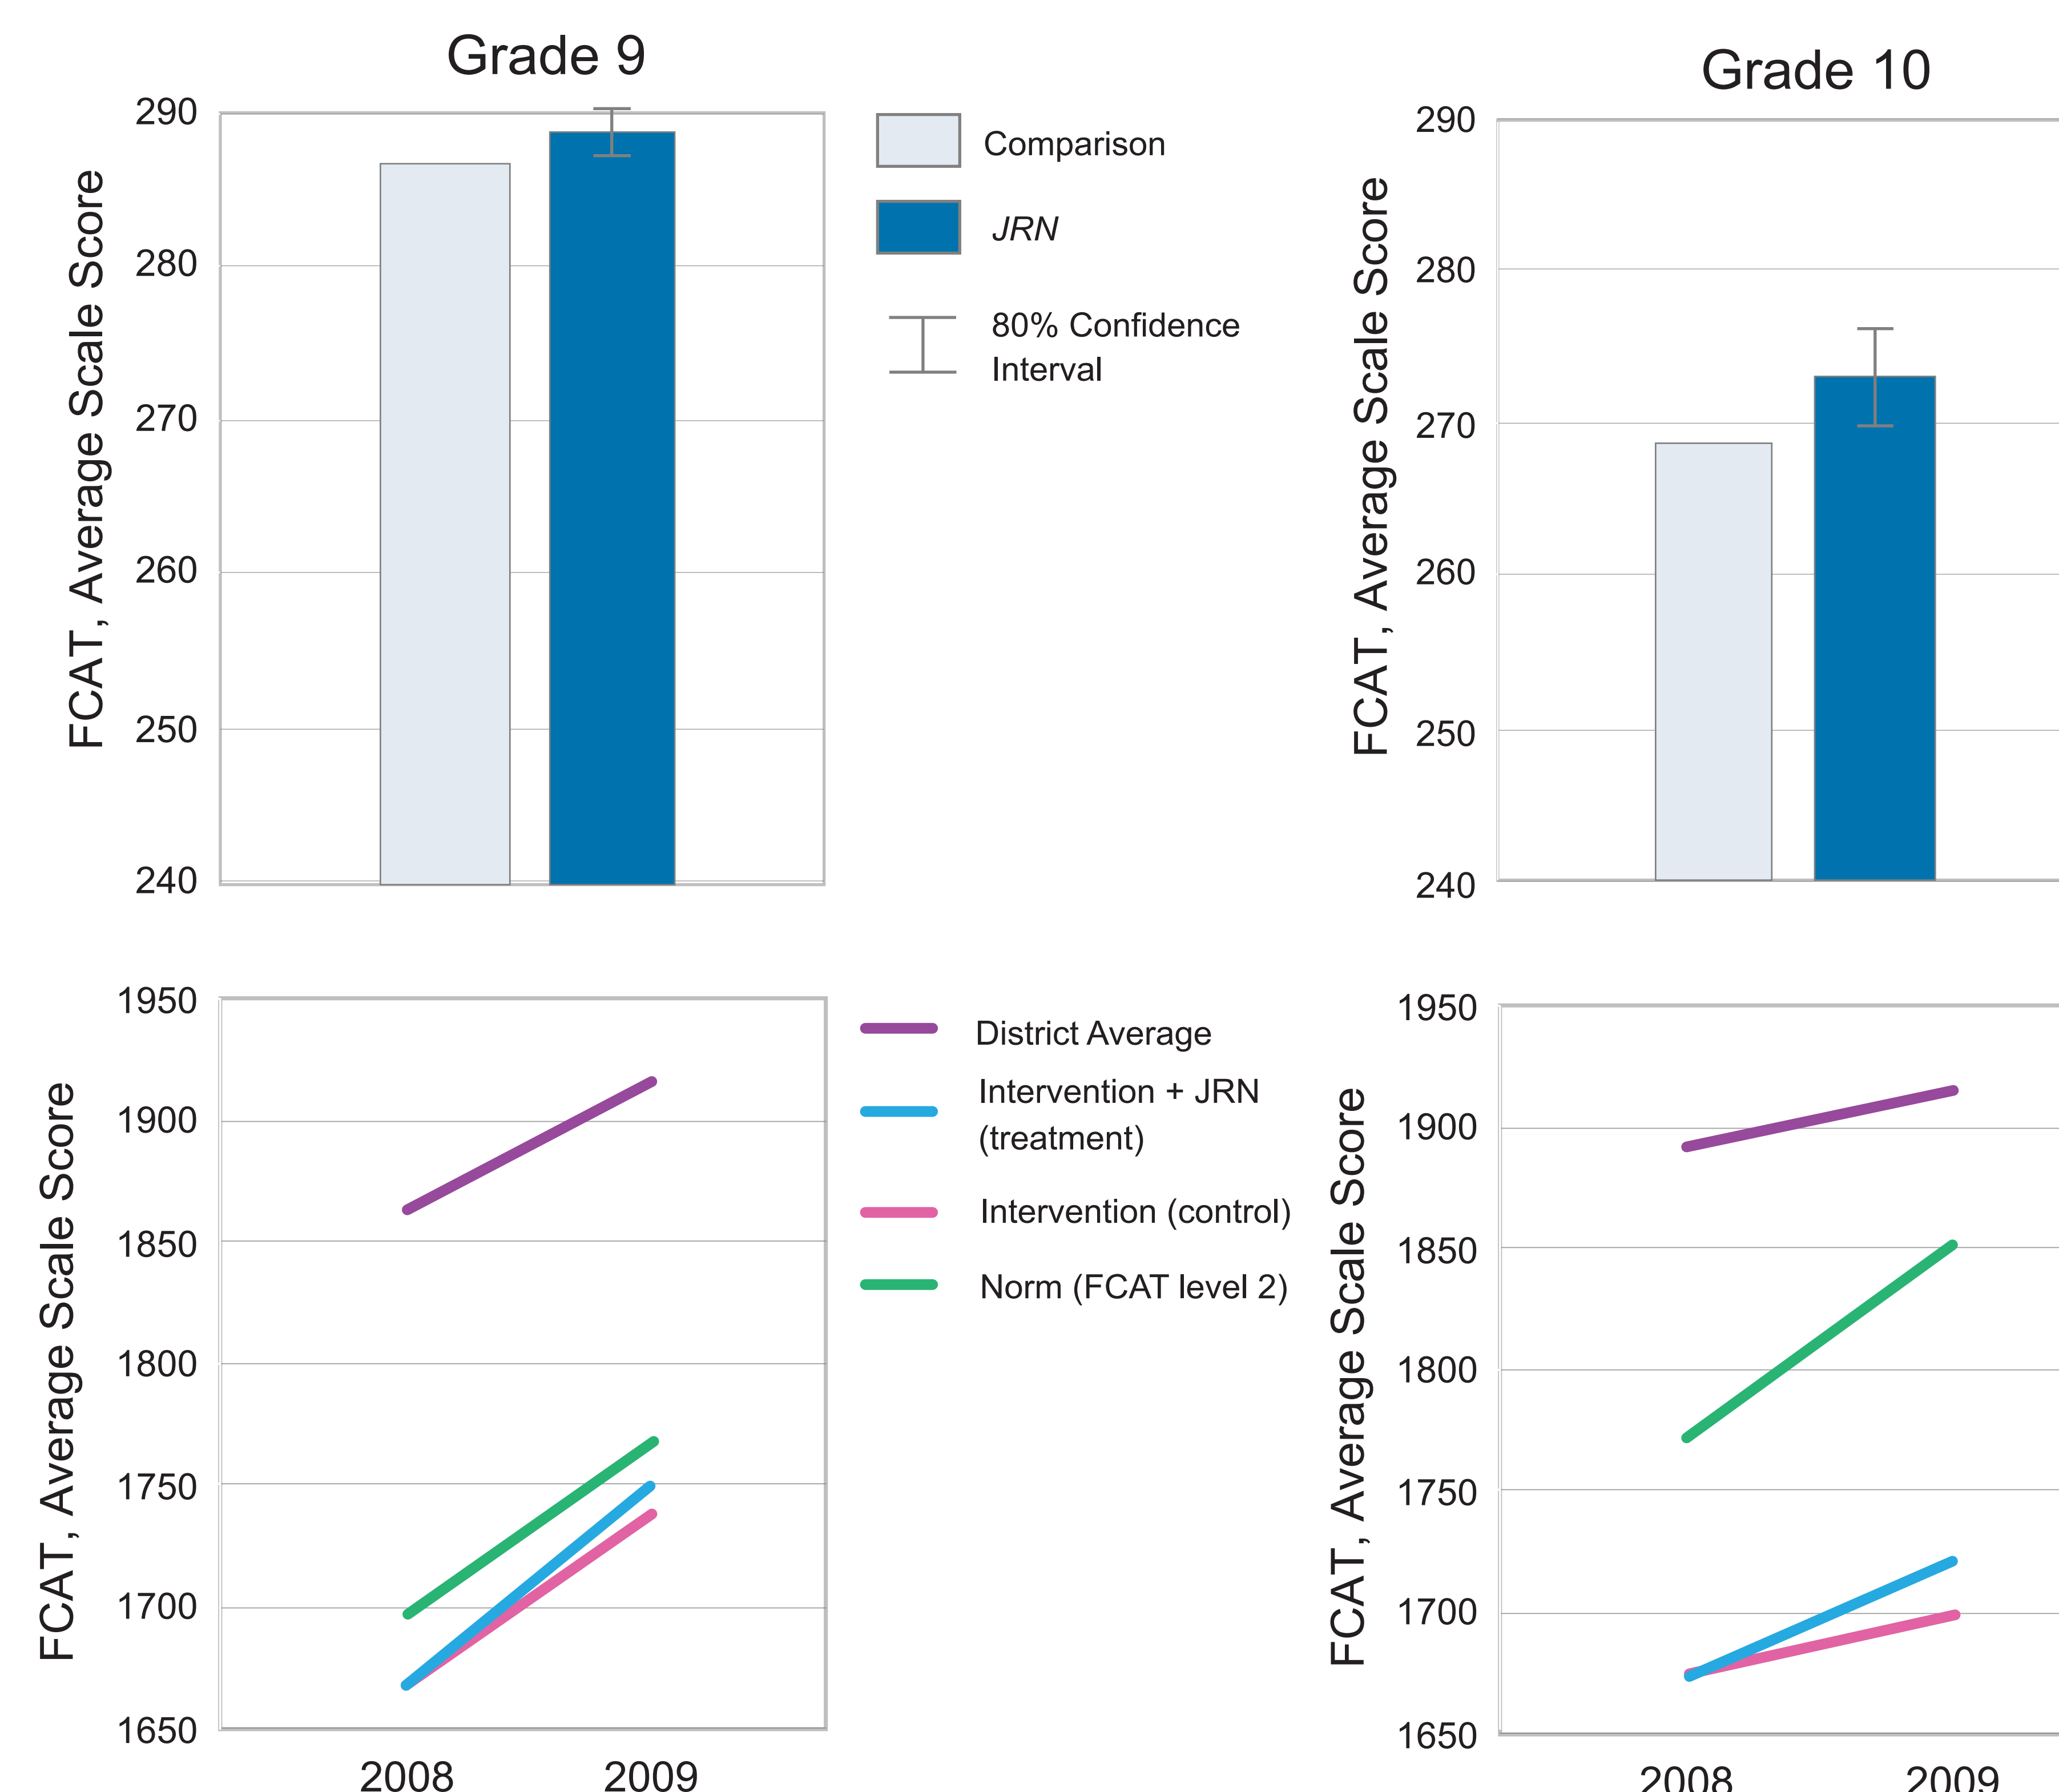 Grade 9
290
280
270
260
250
240
FCAT, Average Scale Score
Comparison
JRN
80% Confidence
Interval
Grade 10
290
280
270
260
250
240
FCAT, Average Scale Score
1950
1900
1850
1800
1750
1700
1650
FCAT, Average Scale Score
2008
2009
District Average
Intervention + JRN
(treatment)
Intervention (control)
Norm (FCAT level 2)
1950
1900
1850
1800
1750
1700
1650
FCAT, Average Scale Score
2008
2009